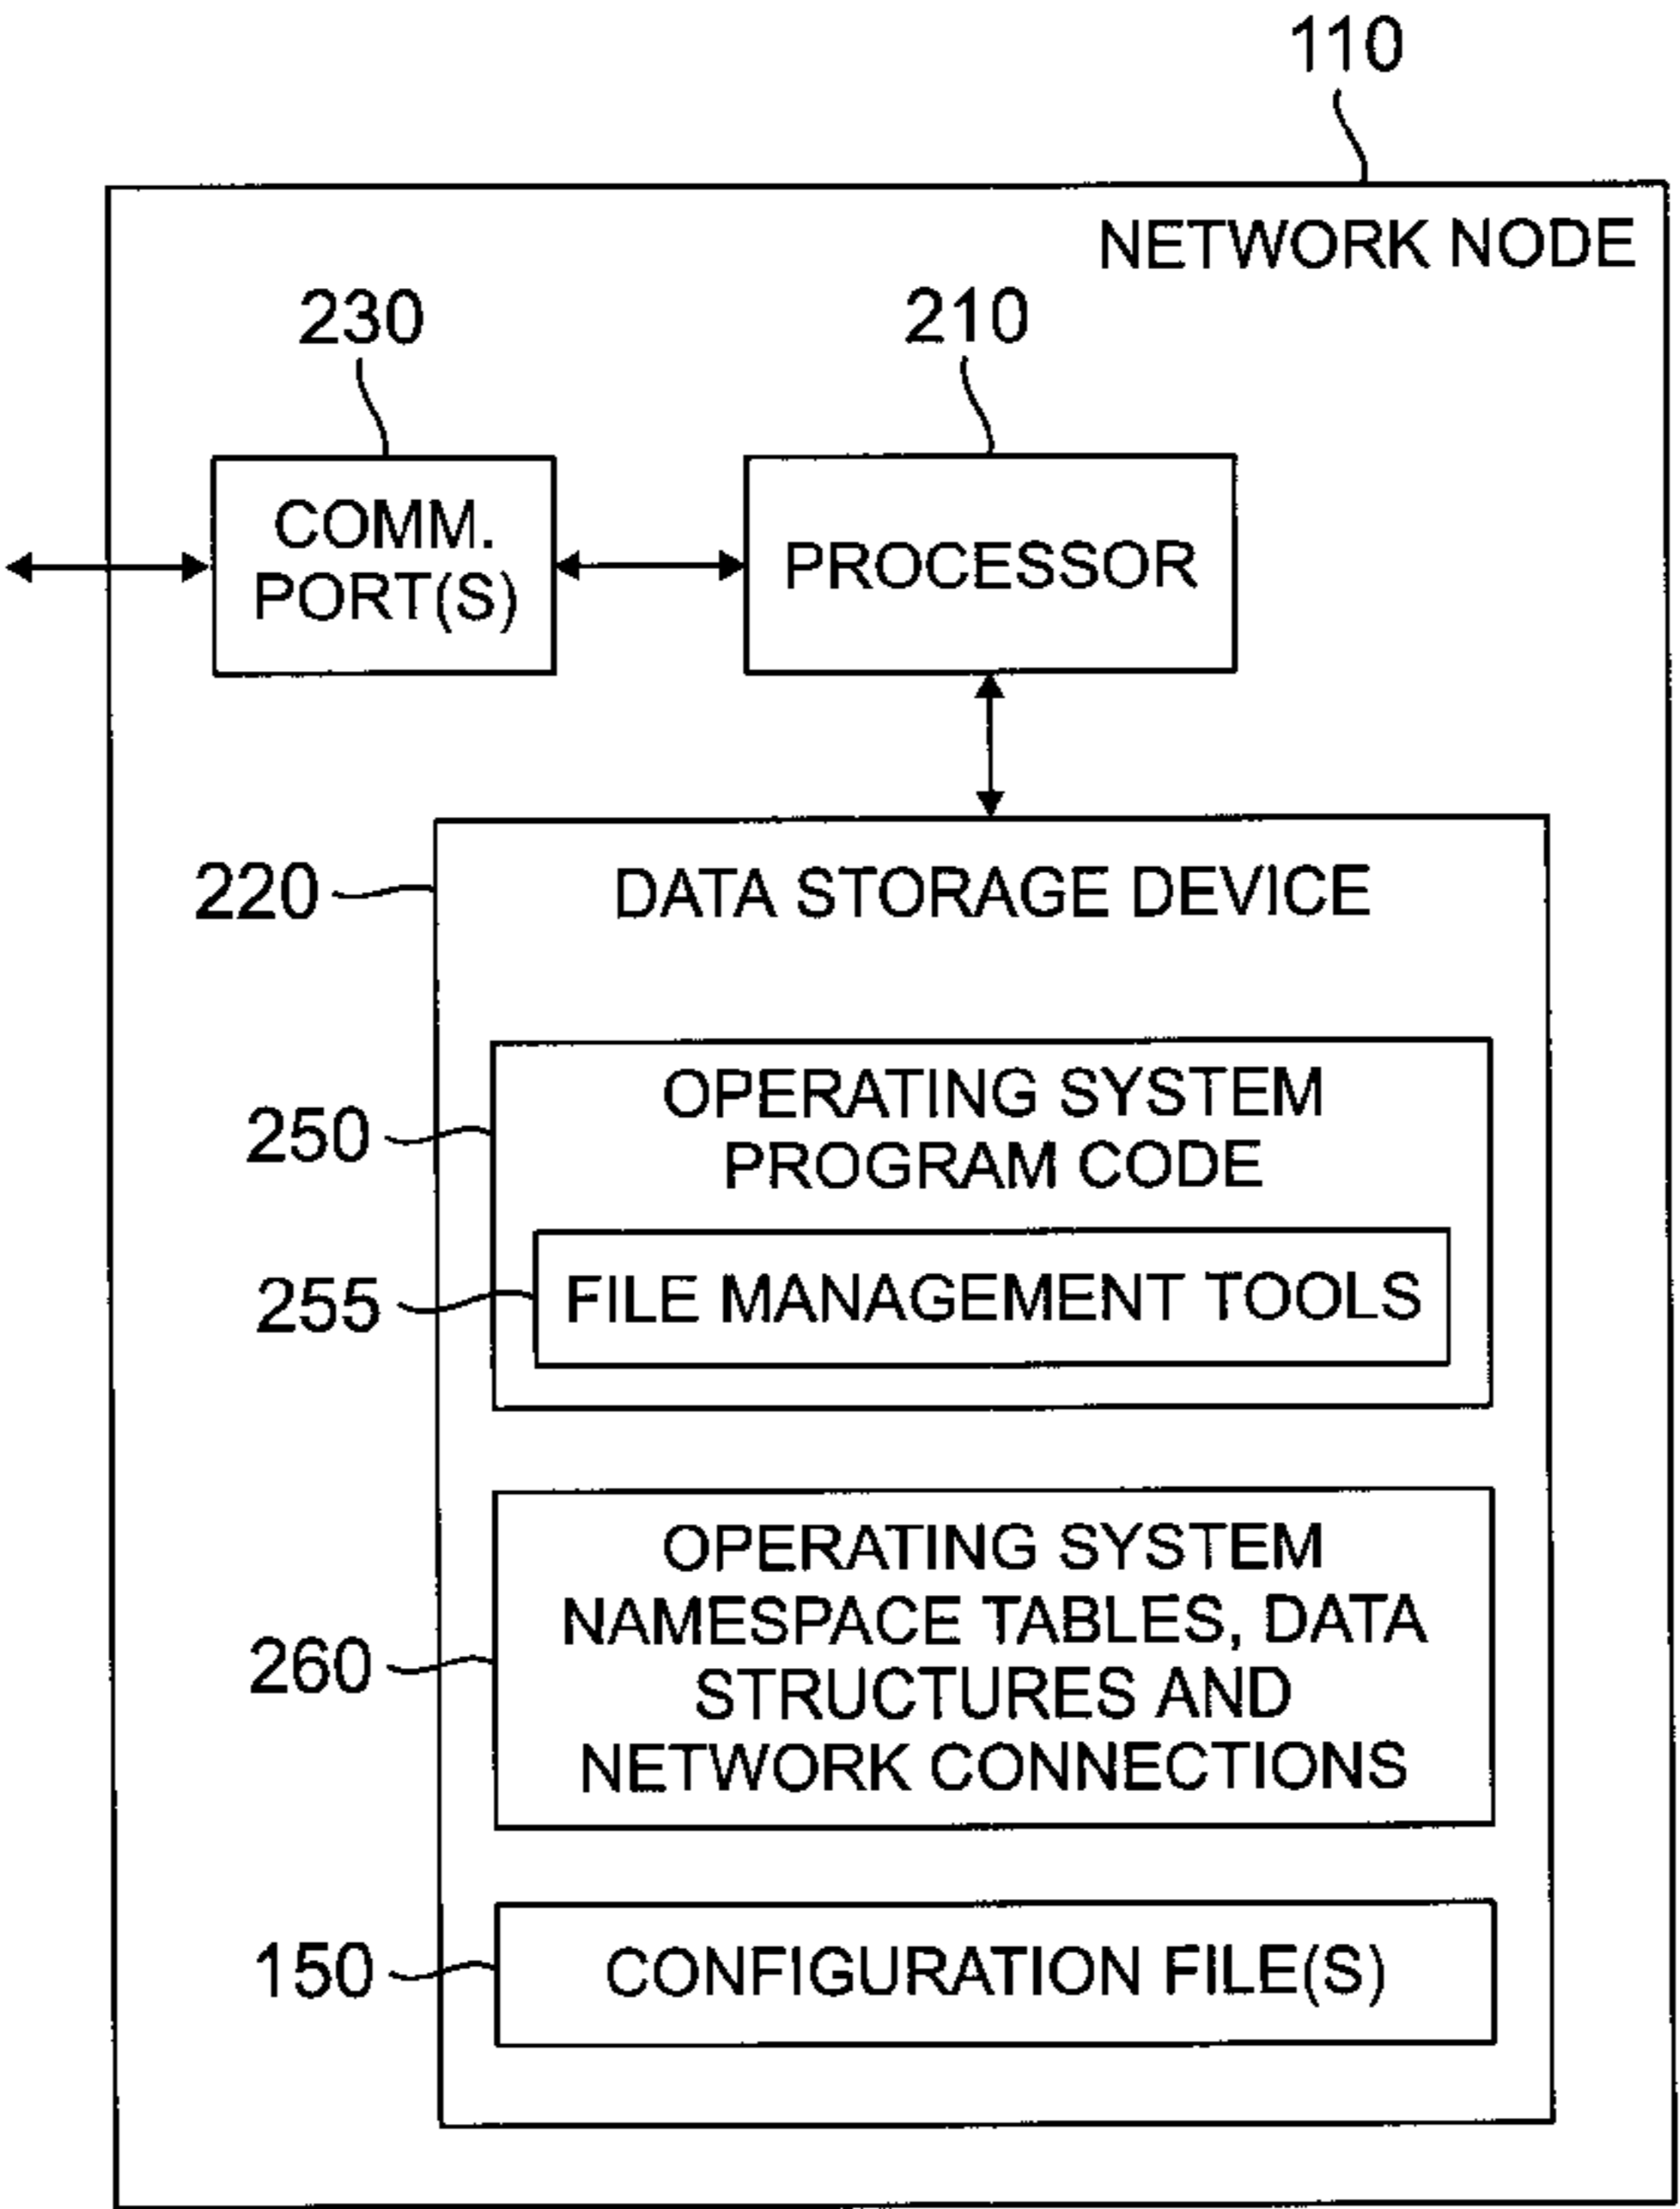 110
NETWORK NODE
230
210
COMM.
PORT(S)
PROCESSOR
220
DATA STORAGE DEVICE
250
OPERATING SYSTEM
PROGRAM CODE
255
FILE MANAGEMENT TOOLS
260
OPERATING SYSTEM
NAMESPACE TABLES, DATA
STRUCTURES AND
NETWORK CONNECTIONS
150
CONFIGURATION FILE(S)